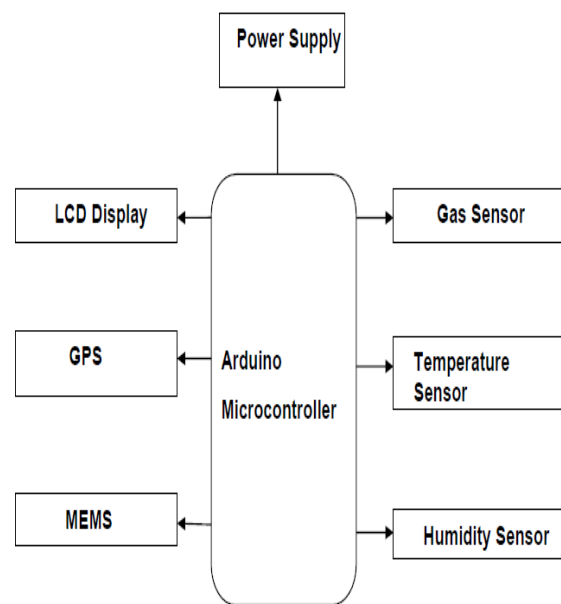 Power Supply
LCD Display
Gas Sensor
GPS
Arduino
Microcontroller
Temperature
Sensor
MEMS
Humidity Sensor